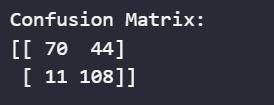 Confusion Matrix:
[[ 70  44]
 [ 11 108]]